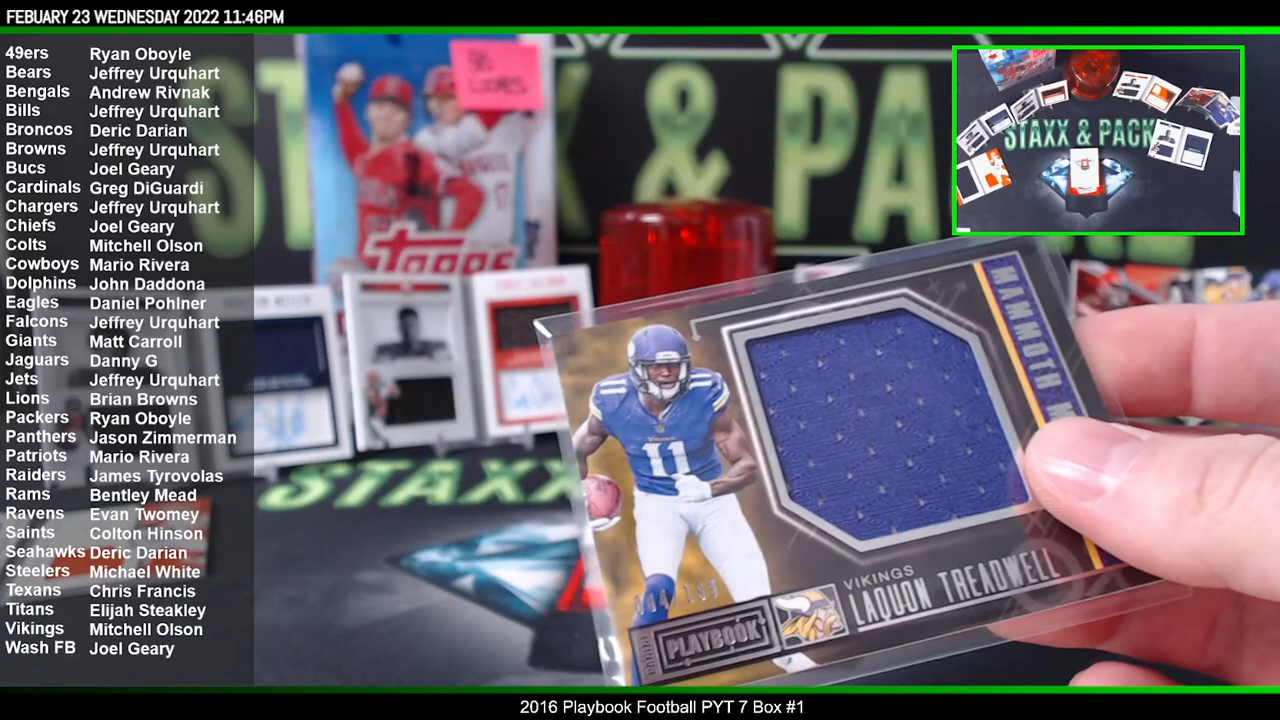 FEBUARY 23 WEDNESDAY 2022 11:46PM
49ers Ryan Oboyle
Bears Jeffrey Urquhart
Bengals Andrew Rivnak
Bills Jeffrey Urquhart
Broncos Deric Darian
Browns Jeffrey Urquhart
Bucs Joel Geary
Cardinals Greg DiGuardi
Chargers Jeffrey Urquhart
Chiefs Joel Geary
Colts Mitchell Olson
Cowboys Mario Rivera
Dolphins John Daddona
Eagles Daniel Pohlner
Falcons Jeffrey Urquhart
Giants Matt Carroll
Jaguars Danny G
Jets Jeffrey Urquhart
Lions Brian Browns
Packers Ryan Oboyle
Panthers Jason Zimmerman
Patriots Mario Rivera
Raiders James Tyrovolas
Rams Bentley Mead
Ravens Evan Twomey
Saints Colton Hinson
Seahawks Deric Darian
Steelers Michael White
Texans Chris Francis
Titans Elijah Steakley
Vikings Mitchell Olson
Wash FB Joel Geary
STAXX & PACK
STAXX & PACK
Topps
17
STAXX
MAMMOTH
11
VIKINGS
11
VIKINGS
LAQUON TREADWELL
PANINI
PLAYBOOK
2016 Playbook Football PYT 7 Box #1